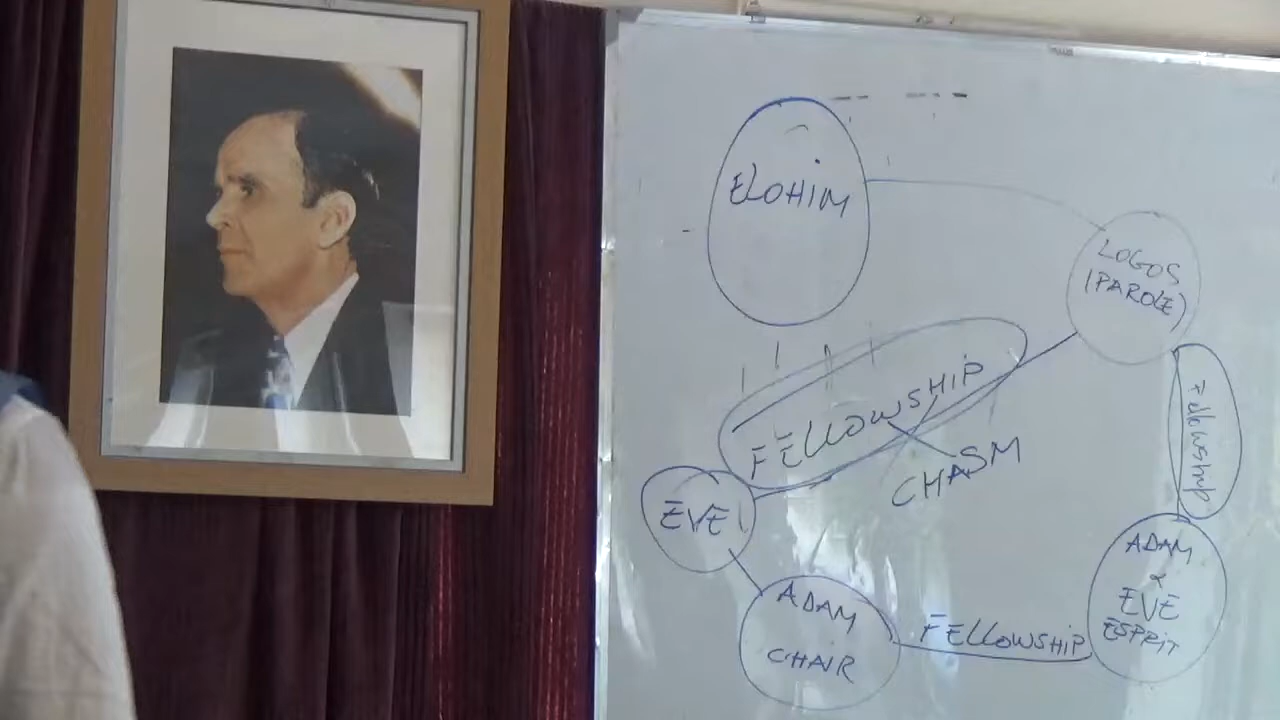 ELOHIM
LOGOS
(PAROLE)
FELLOWSHIP
CHASM
Fellowship
EVE
ADAM
&
EVE
ESPRIT
ADAM
CHAIR
FELLOWSHIP